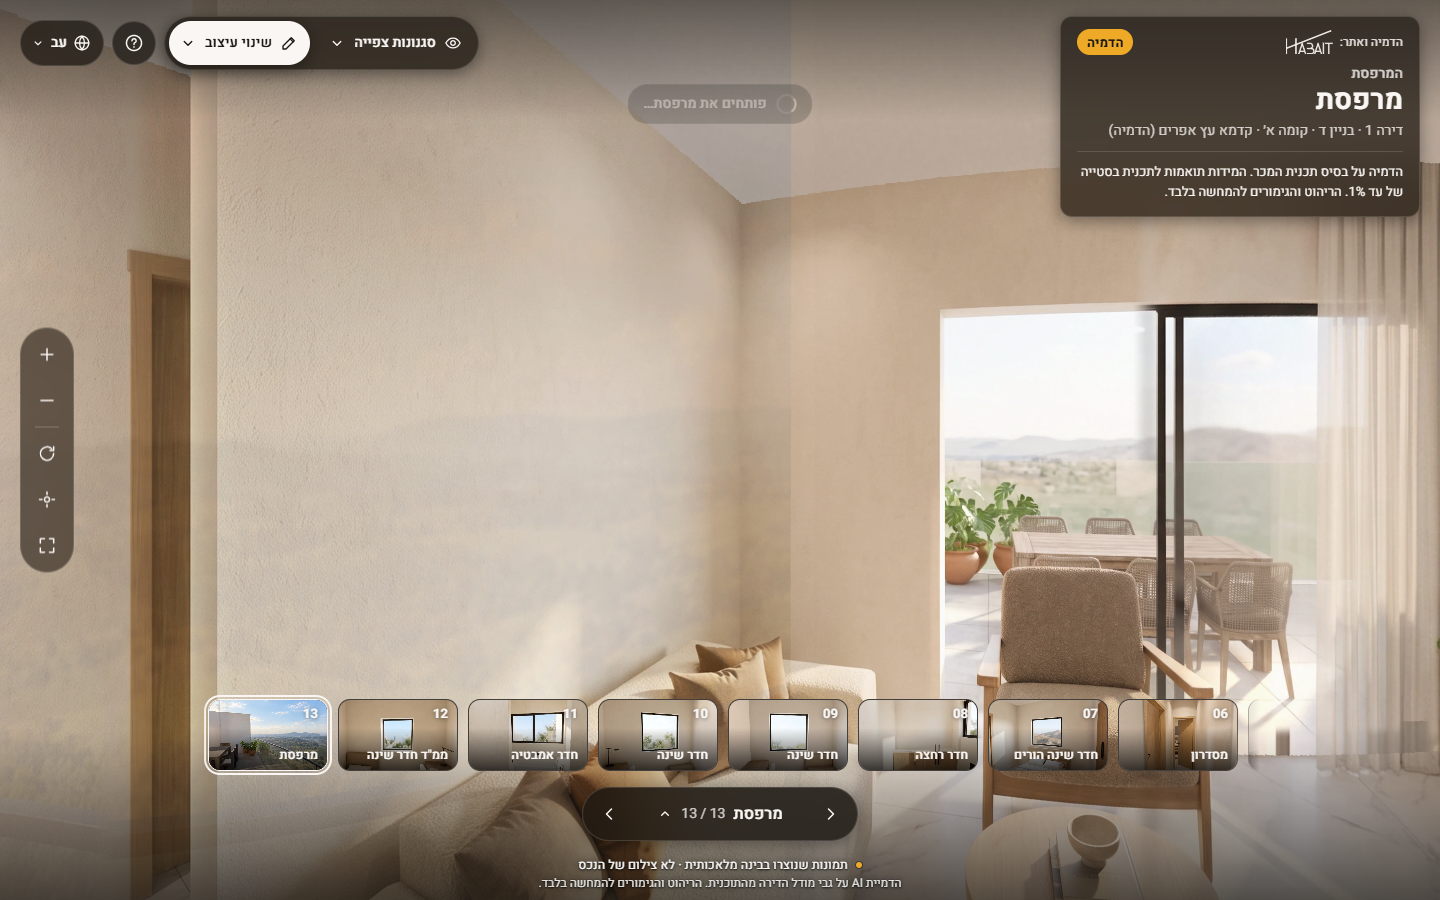 הדמיה ואתר: HABAIT
הדמיה
המרפסת
מרפסת
דירה 1 · בניין ד · קומה א׳ · קדמא עץ אפרים (הדמיה)
הדמיה על בסיס תכנית המכר. המידות תואמות לתכנית בסטייה
של עד 1%. הריהוט והגימורים להמחשה בלבד.
סגנונות צפייה
שינוי עיצוב
עב
פותחים את מרפסת...
06
מסדרון
07
חדר שינה הורים
08
חדר רחצה
09
חדר שינה
10
חדר שינה
11
חדר אמבטיה
12
ממ"ד חדר שינה
13
מרפסת
מרפסת 13 / 13
תמונות שנוצרו בבינה מלאכותית · לא צילום של הנכס
הדמיית AI על גבי מודל הדירה מהתוכנית. הריהוט והגימורים להמחשה בלבד.